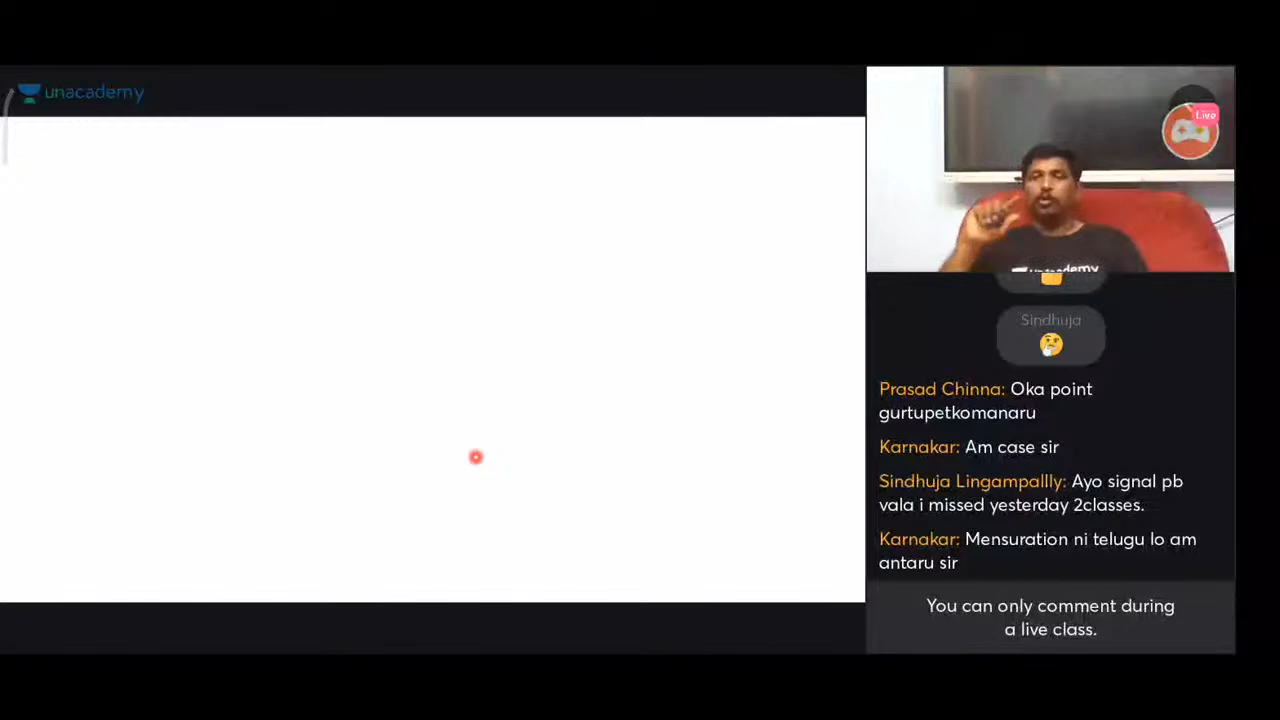 unacademy
Live
unacademy
Sindhuja
Prasad Chinna: Oka point
gurtupetkomanaru
Karnakar: Am case sir
Sindhuja Lingampallly: Ayo signal pb
vala i missed yesterday 2classes.
Karnakar: Mensuration ni telugu lo am
antaru sir
You can only comment during
a live class.